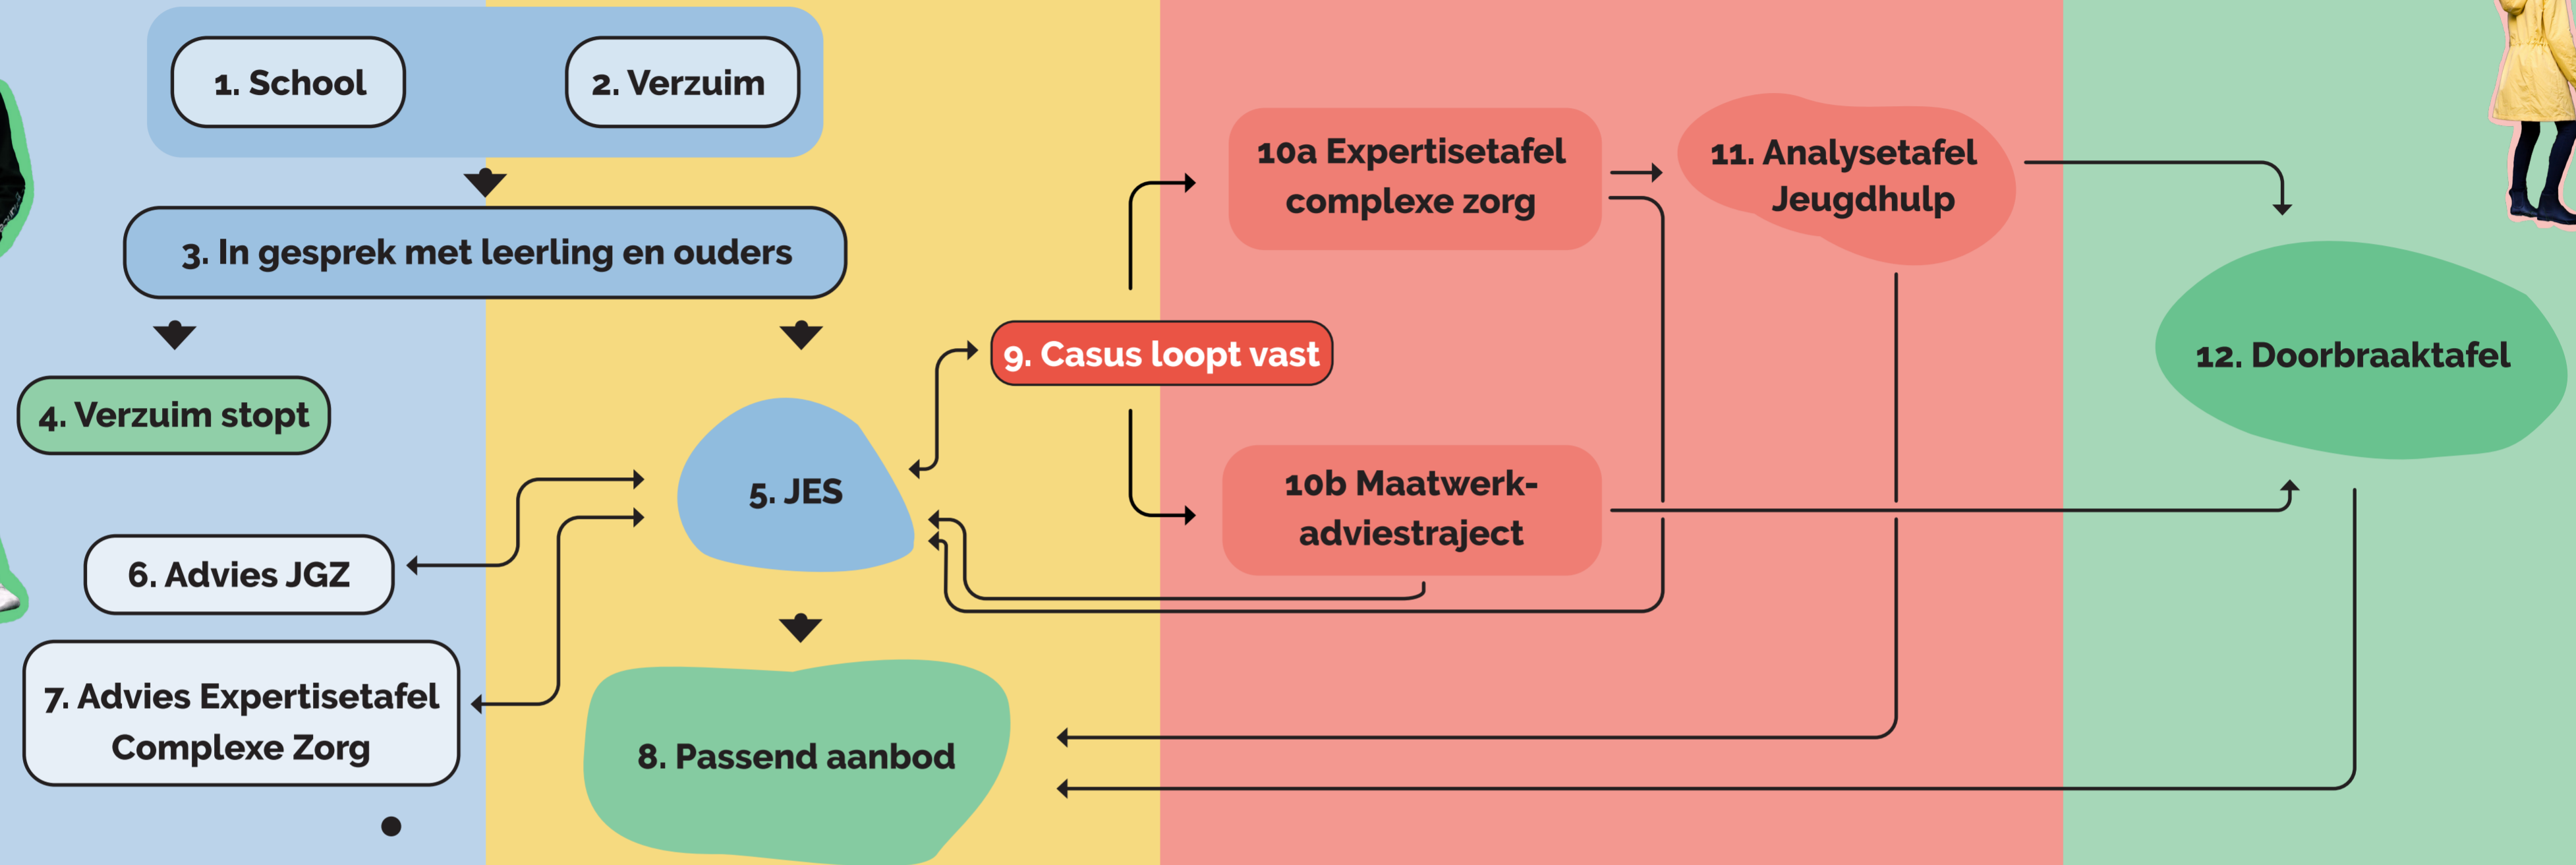 1. School
2. Verzuim
3. In gesprek met leerling en ouders
4. Verzuim stopt
5. JES
6. Advies JGZ
7. Advies Expertisetafel
Complexe Zorg
8. Passend aanbod
9. Casus loopt vast
10a Expertisetafel
complexe zorg
10b Maatwerk-
adviestraject
11. Analysetafel
Jeugdhulp
12. Doorbraaktafel